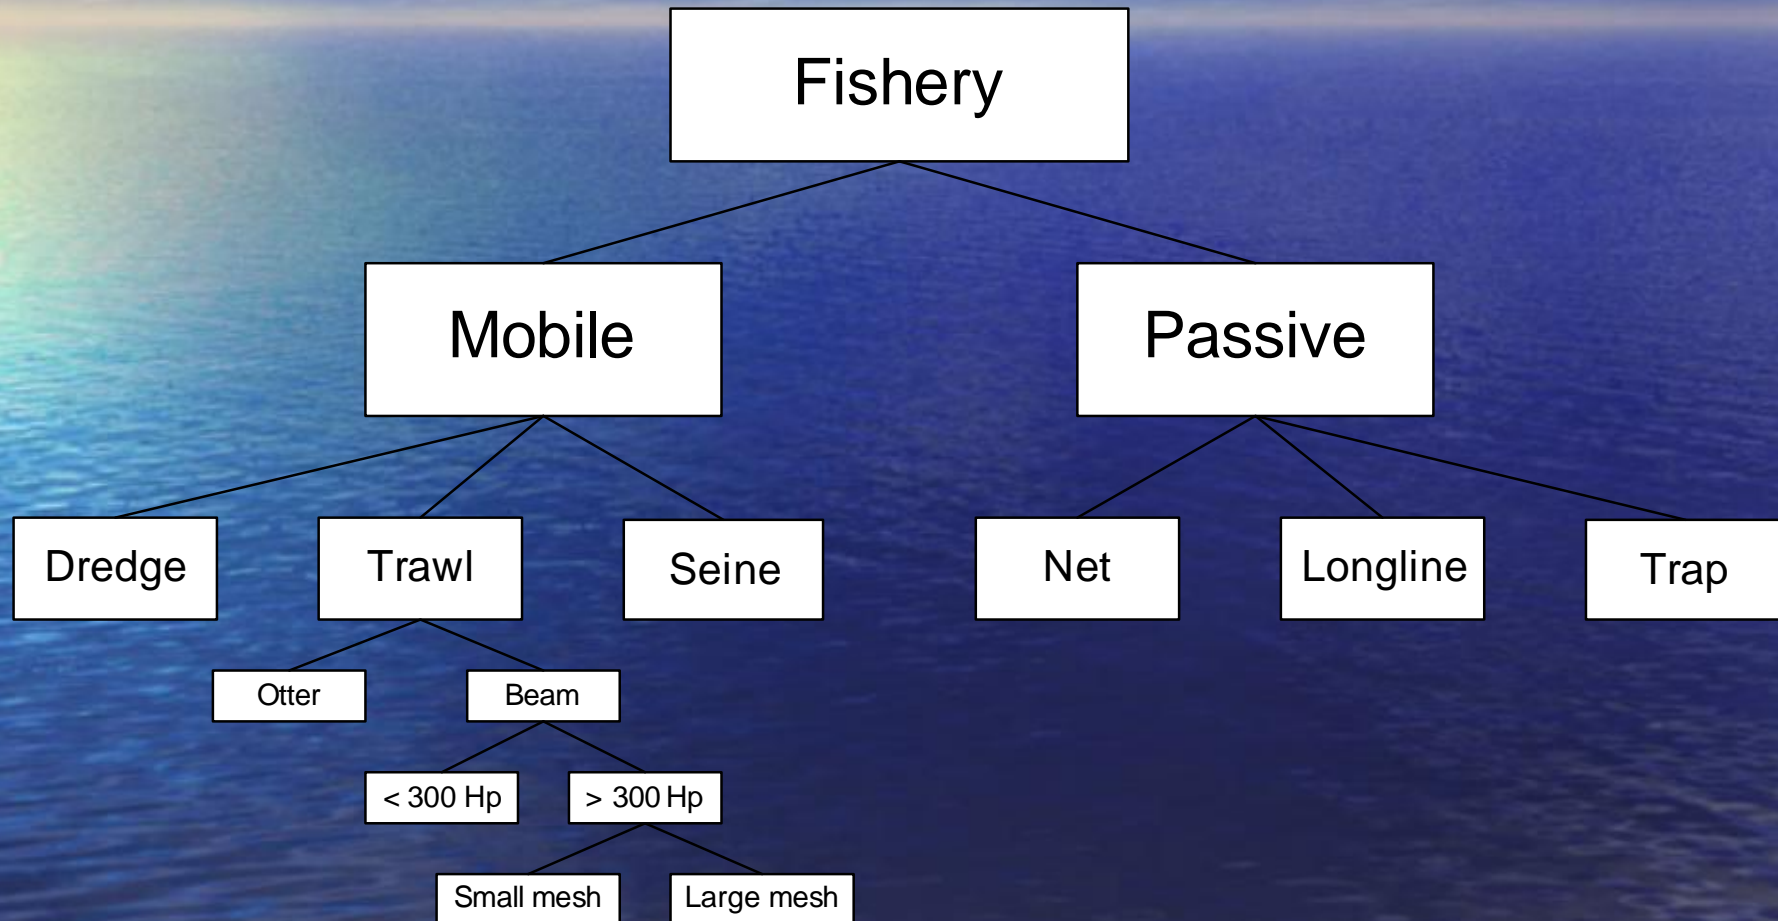 Fishery
Mobile
Passive
Dredge
Trawl
Seine
Net
Longline
Trap
Otter
Beam
< 300 Hp
> 300 Hp
Small mesh
Large mesh